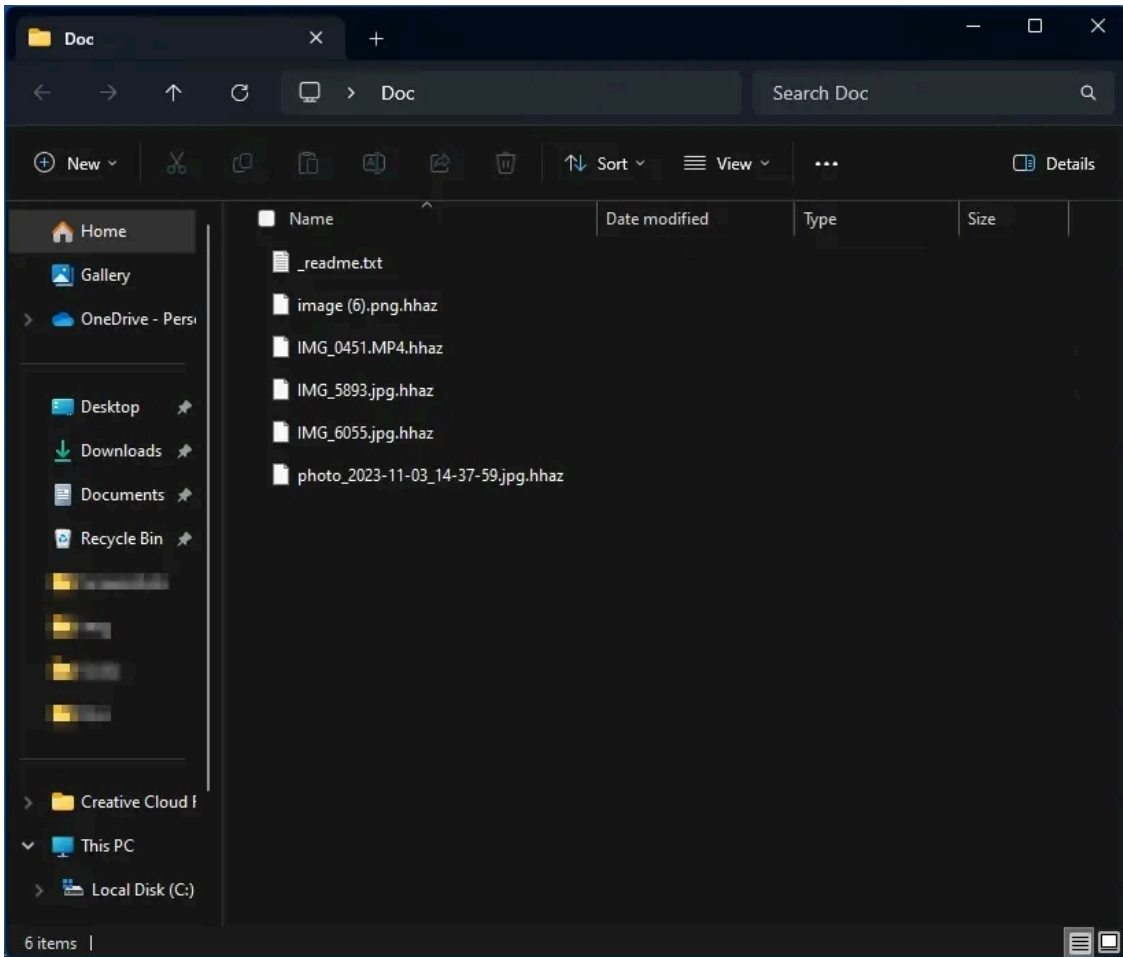 Doc
Doc
Search Doc
New
Sort
View
Details
Name
Date modified
Type
Size
Home
Gallery
OneDrive - Pers
Desktop
Downloads
Documents
Recycle Bin
Creative Cloud F
This PC
Local Disk (C:)
_readme.txt
image (6).png.hhaz
IMG_0451.MP4.hhaz
IMG_5893.jpg.hhaz
IMG_6055.jpg.hhaz
photo_2023-11-03_14-37-59.jpg.hhaz
6 items